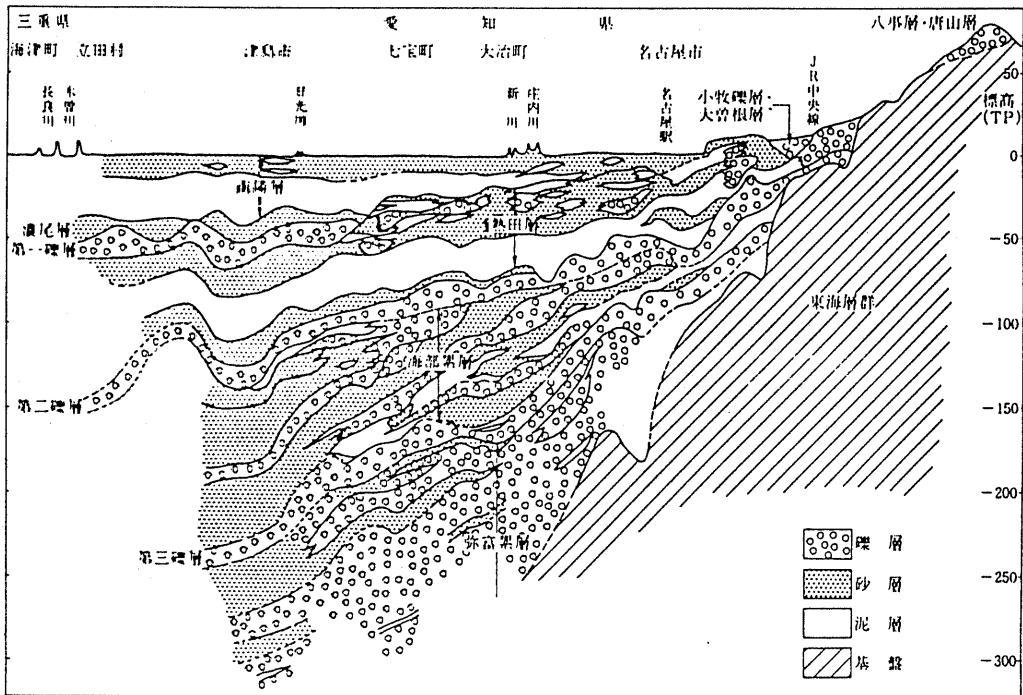 三重県 愛知県 八事層・唐山層
海津町 立田村 津島市 七宝町 大治町 名古屋市
長良川
木曽川
日光川
新川
庄内川
名古屋駅
小牧礫層・
大曽根層
JR中央線
標高
(TP)
50
0
-50
-100
-150
-200
-250
-300
南陽層
濃尾層
第一礫層
熱田層
海部累層
第二礫層
第三礫層
弥富累層
東海層群
礫層
砂層
泥層
基盤